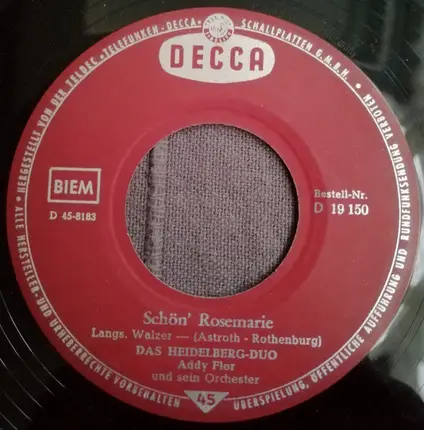 HERGESTELLT VON DER TELDEC · „TELEFUNKEN-DECCA“ SCHALLPLATTEN G.M.B.H.
DECCA
BIEM
D 45-8183
Bestell-Nr.
D 19 150
Schön' Rosemarie
Langs. Walzer — (Astroth - Rothenburg)
DAS HEIDELBERG-DUO
Addy Flor
und sein Orchester
45
ALLE HERSTELLER- UND URHEBERRECHTE VORBEHALTEN
ÜBERSPIELUNG, ÖFFENTLICHE AUFFÜHRUNG UND RUNDFUNKSENDUNG VERBOTEN